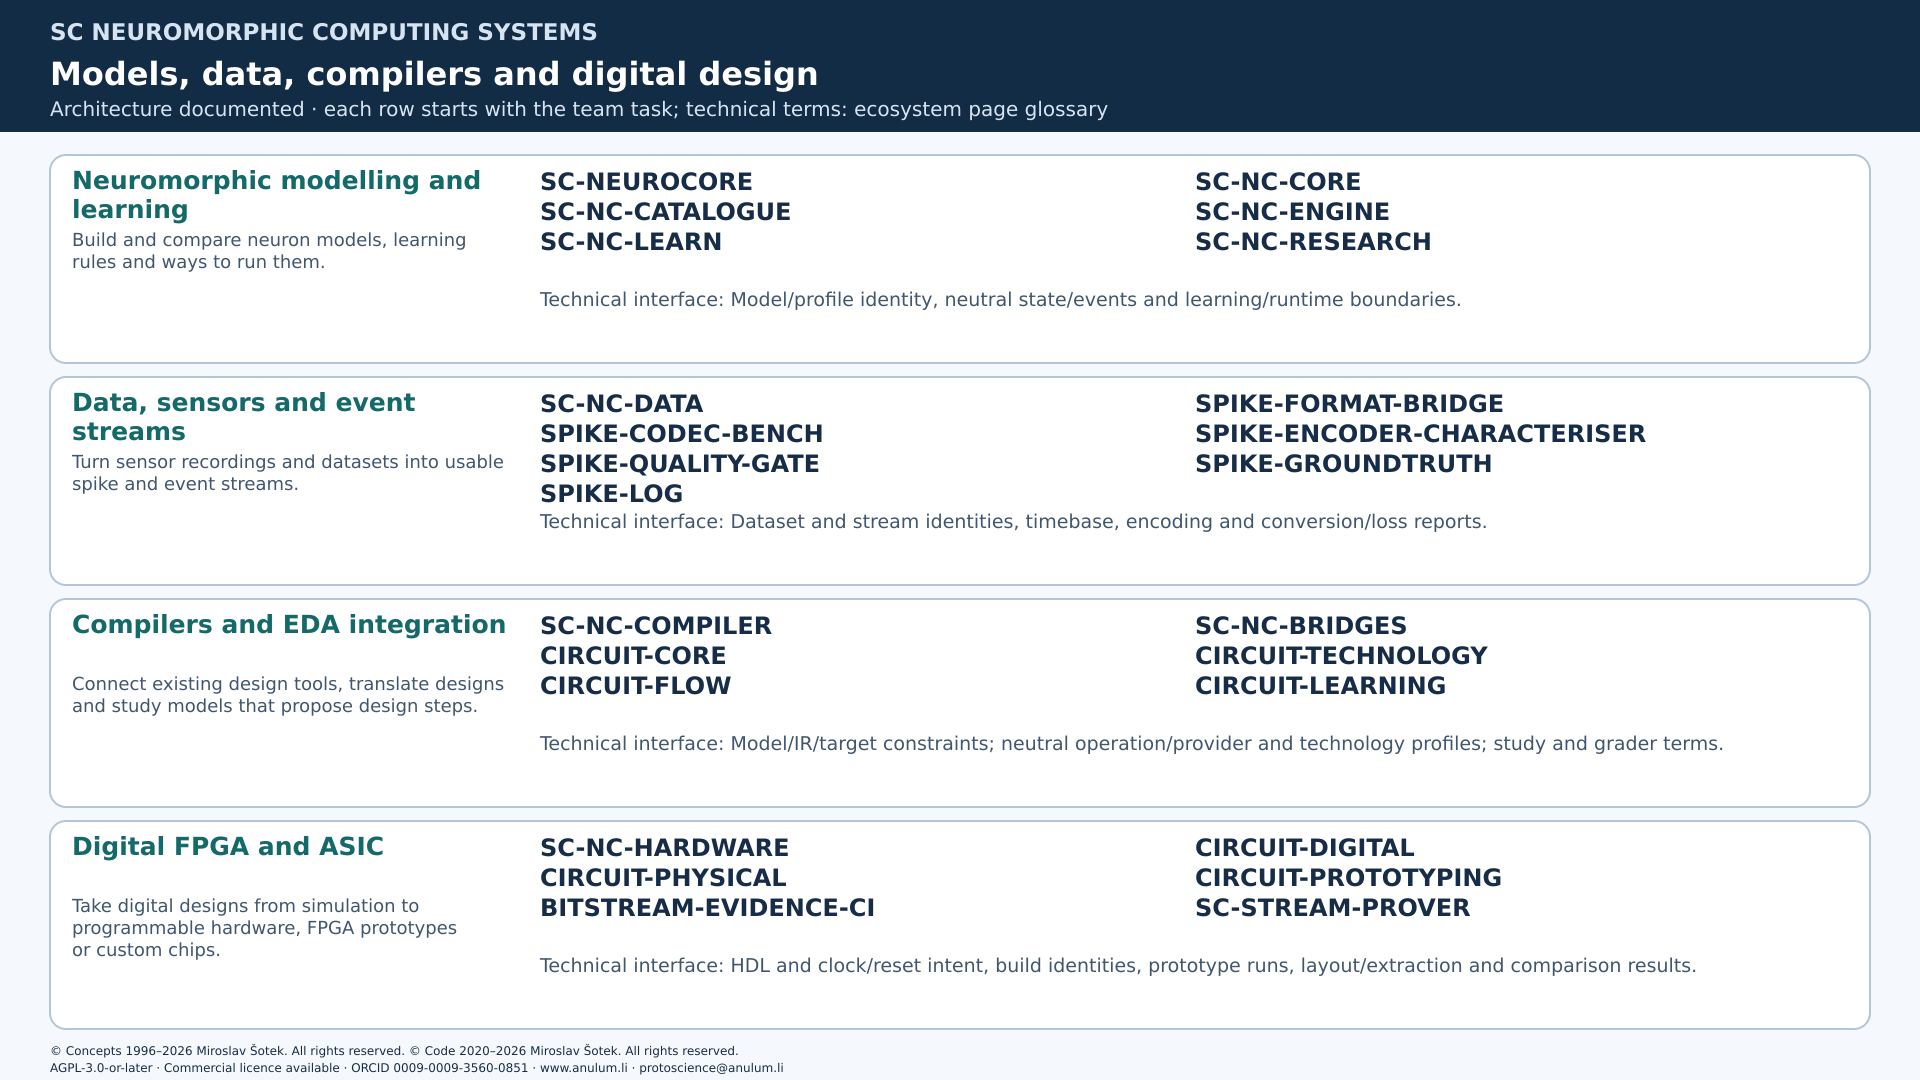 SC NEUROMORPHIC COMPUTING SYSTEMS
Models, data, compilers and digital design
Architecture documented · each row starts with the team task; technical terms: ecosystem page glossary
Neuromorphic modelling and
learning
Build and compare neuron models, learning
rules and ways to run them.
SC-NEUROCORE
SC-NC-CATALOGUE
SC-NC-LEARN
SC-NC-CORE
SC-NC-ENGINE
SC-NC-RESEARCH
Technical interface: Model/profile identity, neutral state/events and learning/runtime boundaries.
Data, sensors and event
streams
Turn sensor recordings and datasets into usable
spike and event streams.
SC-NC-DATA
SPIKE-CODEC-BENCH
SPIKE-QUALITY-GATE
SPIKE-LOG
SPIKE-FORMAT-BRIDGE
SPIKE-ENCODER-CHARACTERISER
SPIKE-GROUNDTRUTH
Technical interface: Dataset and stream identities, timebase, encoding and conversion/loss reports.
Compilers and EDA integration
Connect existing design tools, translate designs
and study models that propose design steps.
SC-NC-COMPILER
CIRCUIT-CORE
CIRCUIT-FLOW
SC-NC-BRIDGES
CIRCUIT-TECHNOLOGY
CIRCUIT-LEARNING
Technical interface: Model/IR/target constraints; neutral operation/provider and technology profiles; study and grader terms.
Digital FPGA and ASIC
Take digital designs from simulation to
programmable hardware, FPGA prototypes
or custom chips.
SC-NC-HARDWARE
CIRCUIT-PHYSICAL
BITSTREAM-EVIDENCE-CI
CIRCUIT-DIGITAL
CIRCUIT-PROTOTYPING
SC-STREAM-PROVER
Technical interface: HDL and clock/reset intent, build identities, prototype runs, layout/extraction and comparison results.
© Concepts 1996–2026 Miroslav Šotek. All rights reserved. © Code 2020–2026 Miroslav Šotek. All rights reserved.
AGPL-3.0-or-later · Commercial licence available · ORCID 0009-0009-3560-0851 · www.anulum.li · protoscience@anulum.li